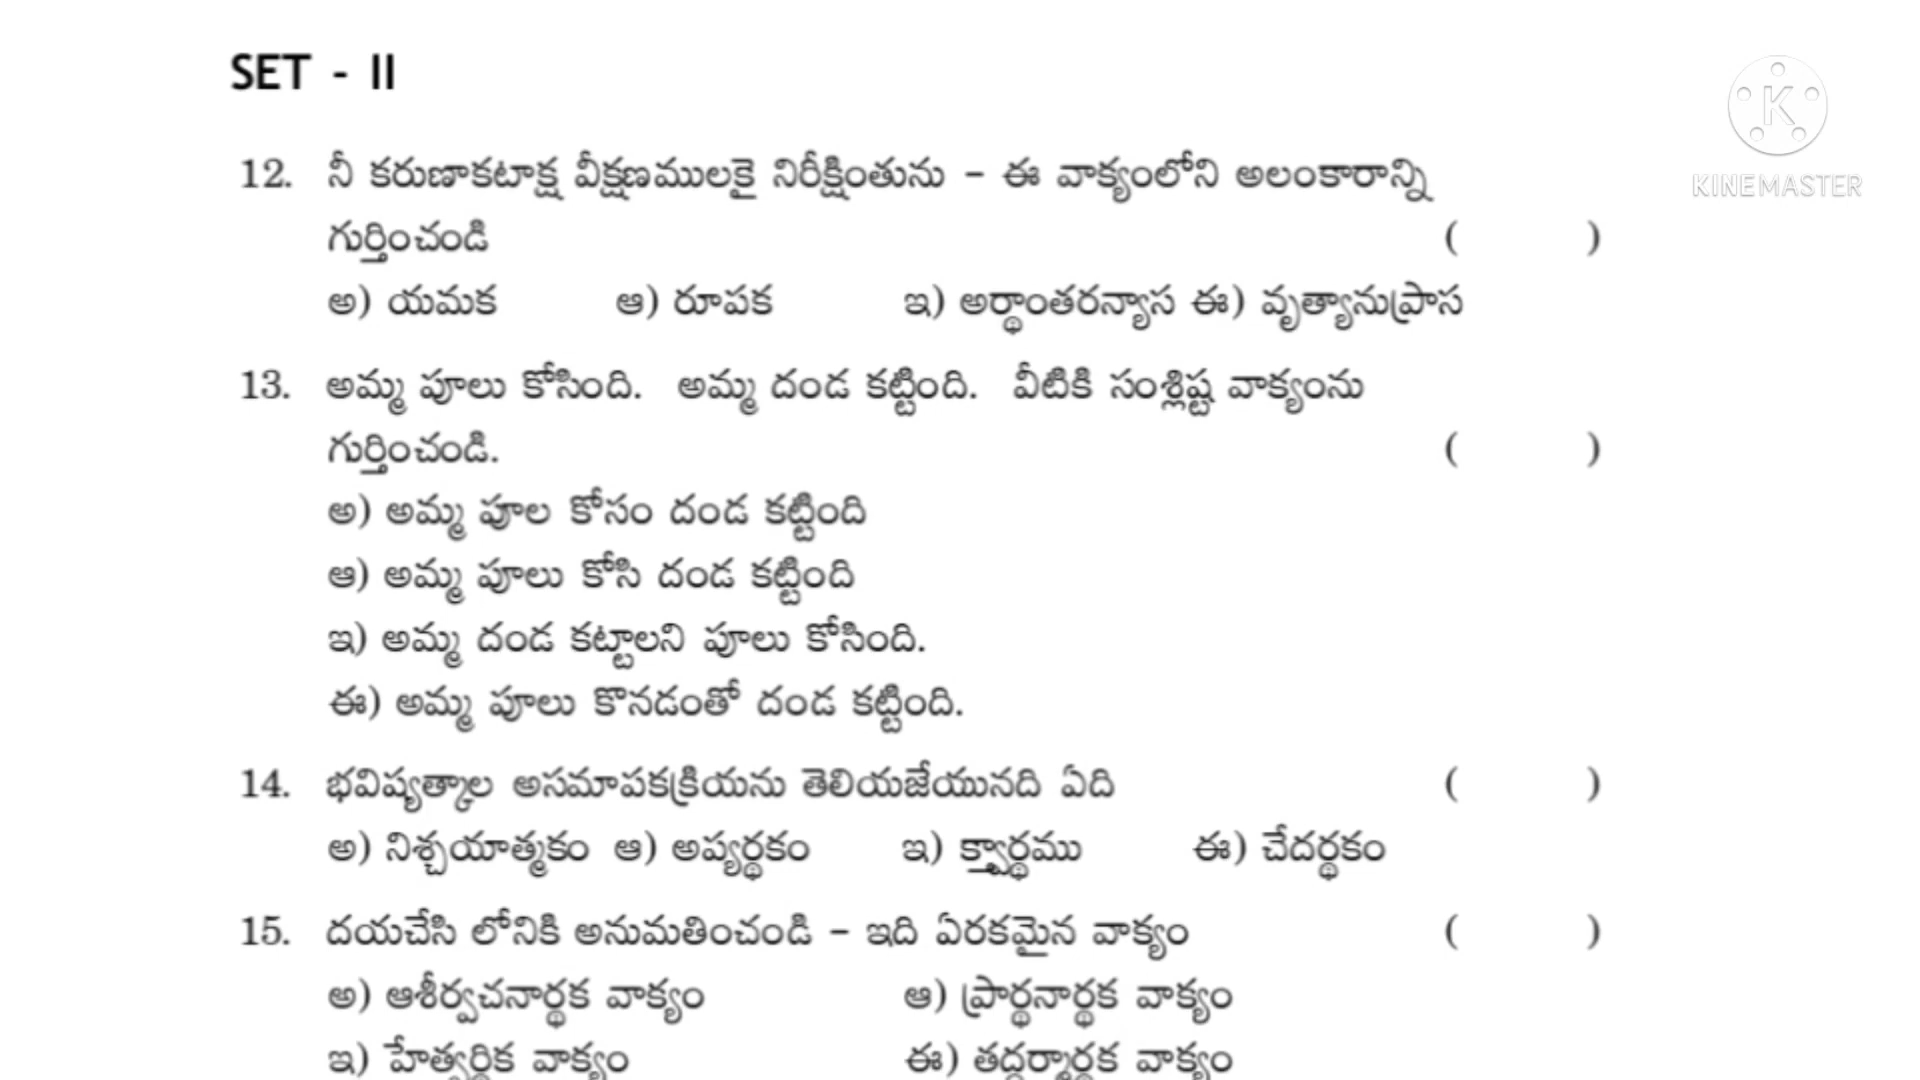 SET - II
KINEMASTER
12. నీ కరుణాకటాక్ష వీక్షణములకై నిరీక్షింతును - ఈ వాక్యంలోని అలంకారాన్ని
గుర్తించండి ( )
అ) యమక ఆ) రూపక ఇ) అర్థాంతరన్యాస ఈ) వృత్యానుప్రాస
13. అమ్మ పూలు కోసింది. అమ్మ దండ కట్టింది. వీటికి సంశ్లిష్ట వాక్యంను
గుర్తించండి. ( )
అ) అమ్మ పూల కోసం దండ కట్టింది
ఆ) అమ్మ పూలు కోసి దండ కట్టింది
ఇ) అమ్మ దండ కట్టాలని పూలు కోసింది.
ఈ) అమ్మ పూలు కొనడంతో దండ కట్టింది.
14. భవిష్యత్కాల అసమాపకక్రియను తెలియజేయునది ఏది ( )
అ) నిశ్చయాత్మకం ఆ) అప్యర్థకం ఇ) క్త్వార్థము ఈ) చేదర్థకం
15. దయచేసి లోనికి అనుమతించండి - ఇది ఏరకమైన వాక్యం ( )
అ) ఆశీర్వచనార్థక వాక్యం ఆ) ప్రార్థనార్థక వాక్యం
ఇ) హేత్వర్థిక వాక్యం ఈ) తద్ధర్మార్థక వాక్యం